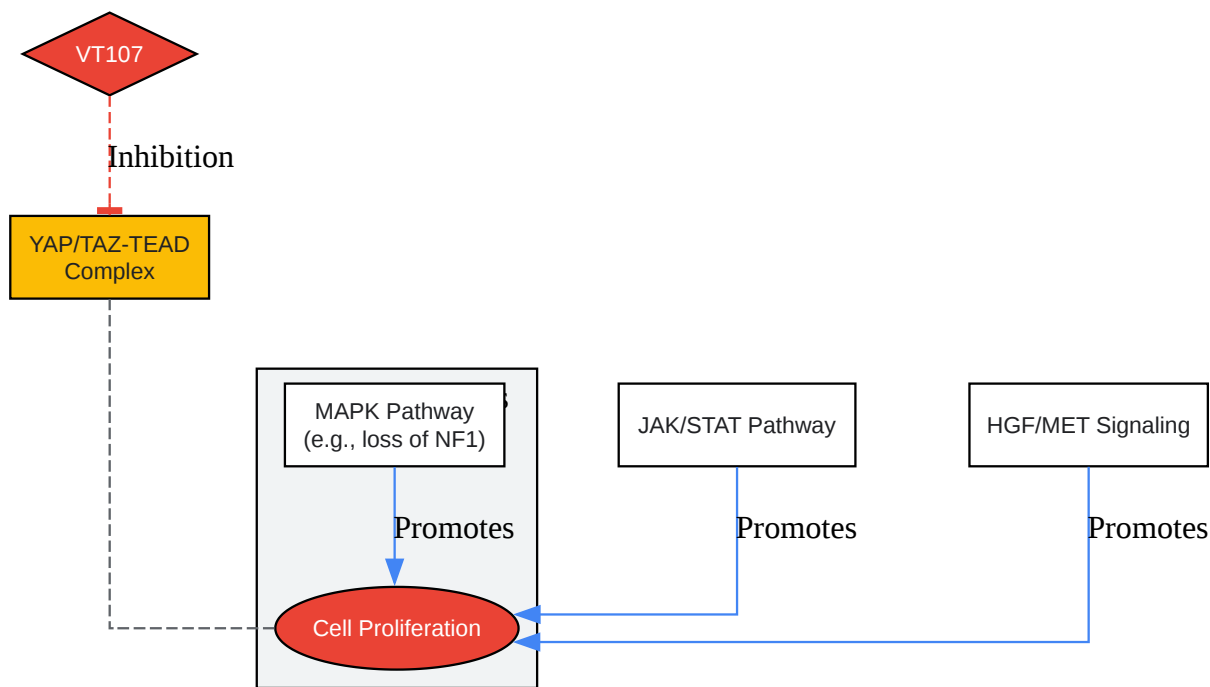 VT107
Inhibition
YAP/TAZ-TEAD
Complex
MAPK Pathway
(e.g., loss of NF1)
JAK/STAT Pathway
HGF/MET Signaling
Promotes
Promotes
Promotes
Cell Proliferation